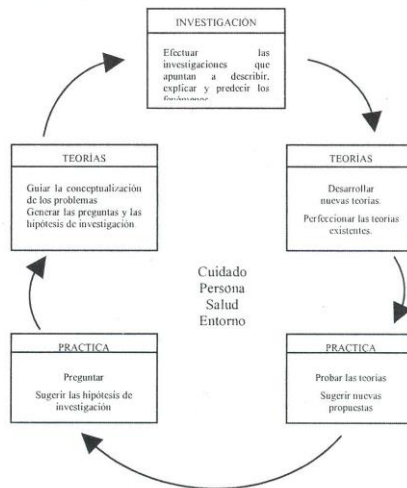 INVESTIGACIÓN
Efectuar las
investigaciones que
apuntan a describir,
explicar y predecir los
fenómenos
TEORÍAS
Guiar la conceptualización
de los problemas
Generar las preguntas y las
hipótesis de investigación.
TEORÍAS
Desarrollar
nuevas teorías.
Perfeccionar las teorías
existentes.
Cuidado
Persona
Salud
Entorno
PRACTICA
Preguntar
Sugerir las hipótesis de
investigación
PRACTICA
Probar las teorías
Sugerir nuevas
propuestas